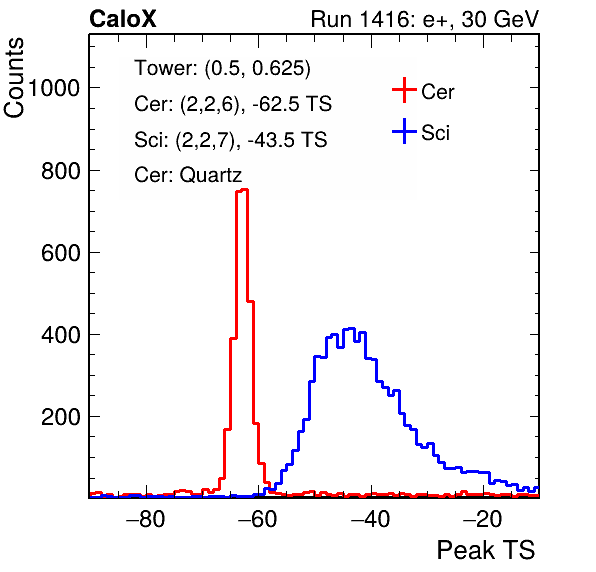 CaloX Run 1416: e+, 30 GeV
Counts
Tower: (0.5, 0.625)
Cer: (2,2,6), -62.5 TS
Sci: (2,2,7), -43.5 TS
Cer: Quartz
Cer
Sci
1000
800
600
400
200
−80 −60 −40 −20
Peak TS